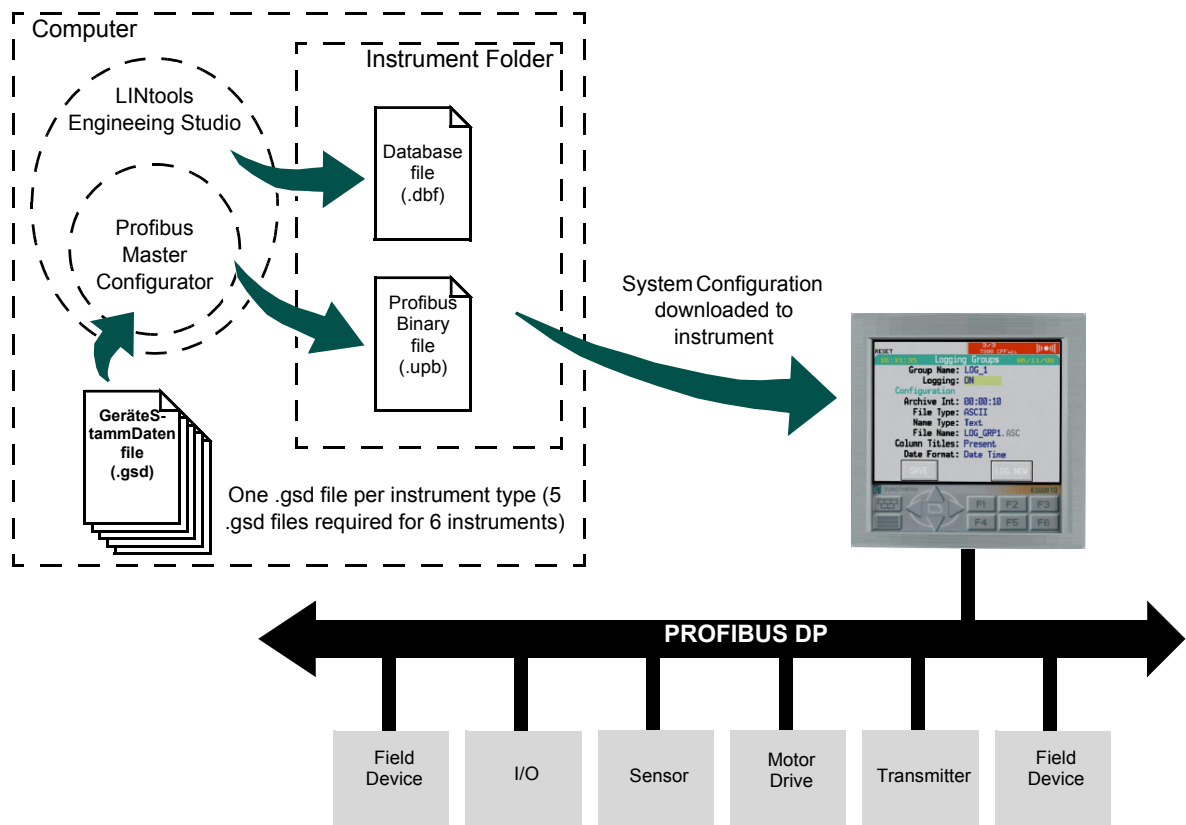 Computer
Instrument Folder
LINtools
Engineeing Studio
Profibus
Master
Configurator
Database
file
(.dbf)
Profibus
Binary
file
(.upb)
GeräteS-
tammDaten
file
(.gsd)
One .gsd file per instrument type (5
.gsd files required for 6 instruments)
System Configuration
downloaded to
instrument
RESET
3/3
Logging Groups
Group Name: LOG_1
Logging: ON
Configuration
Archive Int: 00:00:10
File Type: ASCII
Name Type: Text
File Name: LOG_GRP1.ASC
Column Titles: Present
Date Format: Date Time
SAVE
LOG NEW
F1
F2
F3
F4
F5
F6
PROFIBUS DP
Field
Device
I/O
Sensor
Motor
Drive
Transmitter
Field
Device